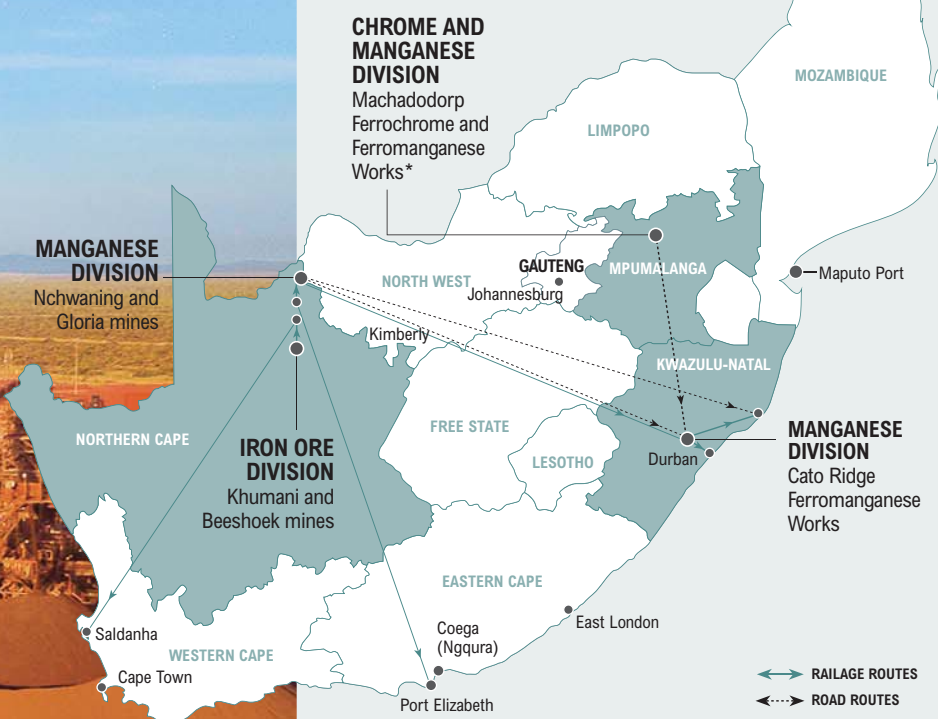 CHROME AND
MANGANESE
DIVISION
Machadodorp
Ferrochrome and
Ferromanganese
Works*
MOZAMBIQUE
LIMPOPO
MANGANESE
DIVISION
Nchwaning and
Gloria mines
NORTH WEST
GAUTENG
Johannesburg
MPUMALANGA
Maputo Port
Kimberly
KWAZULU-NATAL
NORTHERN CAPE
IRON ORE
DIVISION
Khumani and
Beeshoek mines
FREE STATE
LESOTHO
Durban
MANGANESE
DIVISION
Cato Ridge
Ferromanganese
Works
EASTERN CAPE
East London
Saldanha
WESTERN CAPE
Cape Town
Coega
(Ngqura)
Port Elizabeth
RAILAGE ROUTES
ROAD ROUTES